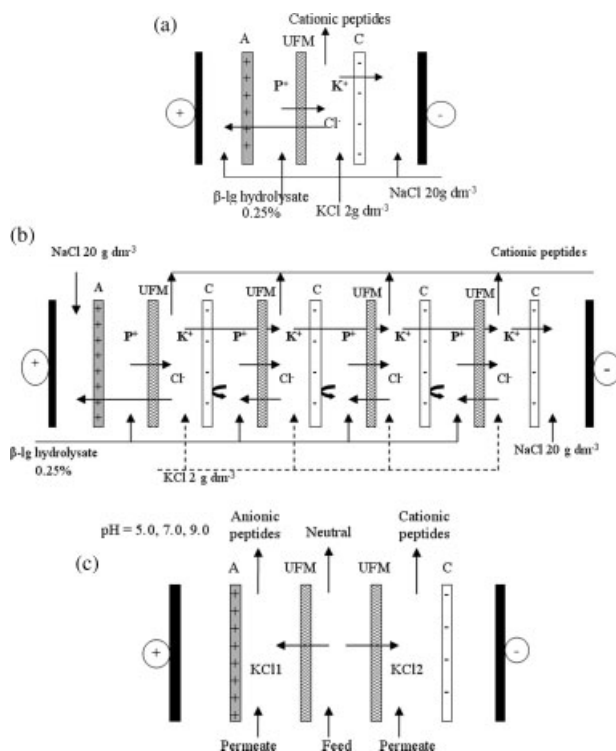 (a)
Cationic peptides
A UFM C
P⁺ K⁺
+ -
Cl⁻
β-lg hydrolysate
0.25%
KCl 2g dm⁻³
NaCl 20g dm⁻³
(b)
NaCl 20 g dm⁻³ Cationic peptides
A UFM C UFM C UFM C UFM C
P⁺ K⁺ P⁺ K⁺ P⁺ K⁺ P⁺ K⁺
+ -
Cl⁻ Cl⁻ Cl⁻ Cl⁻
β-lg hydrolysate
0.25%
KCl 2 g dm⁻³
NaCl 20 g dm⁻³
pH = 5.0, 7.0, 9.0
Anionic peptides
Neutral
Cationic peptides
(c)
A UFM UFM C
+ -
KCl1 KCl2
Permeate Feed Permeate